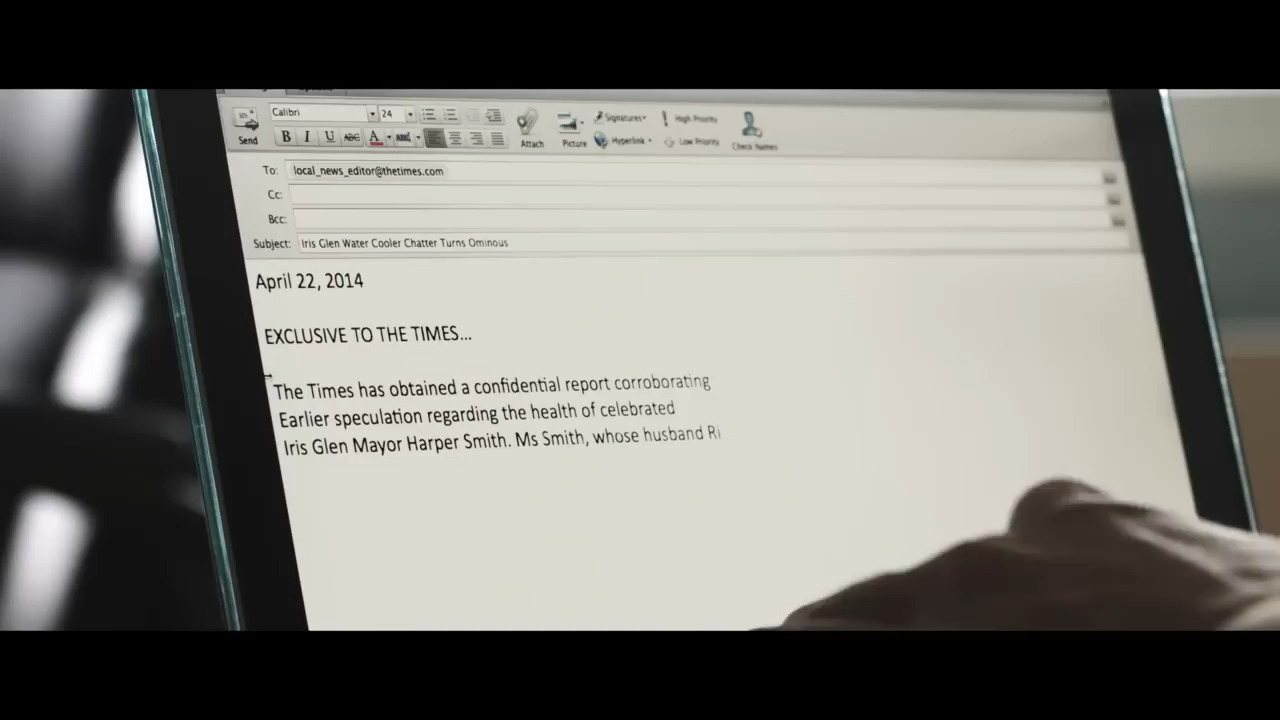 Calibri 24
Signatures High Priority
Send B I U ABC A Attach Picture Hyperlink Low Priority Check Names
To: local_news_editor@thetimes.com
Cc:
Bcc:
Subject: Iris Glen Water Cooler Chatter Turns Ominous
April 22, 2014
EXCLUSIVE TO THE TIMES...
The Times has obtained a confidential report corroborating
Earlier speculation regarding the health of celebrated
Iris Glen Mayor Harper Smith. Ms Smith, whose husband Ri